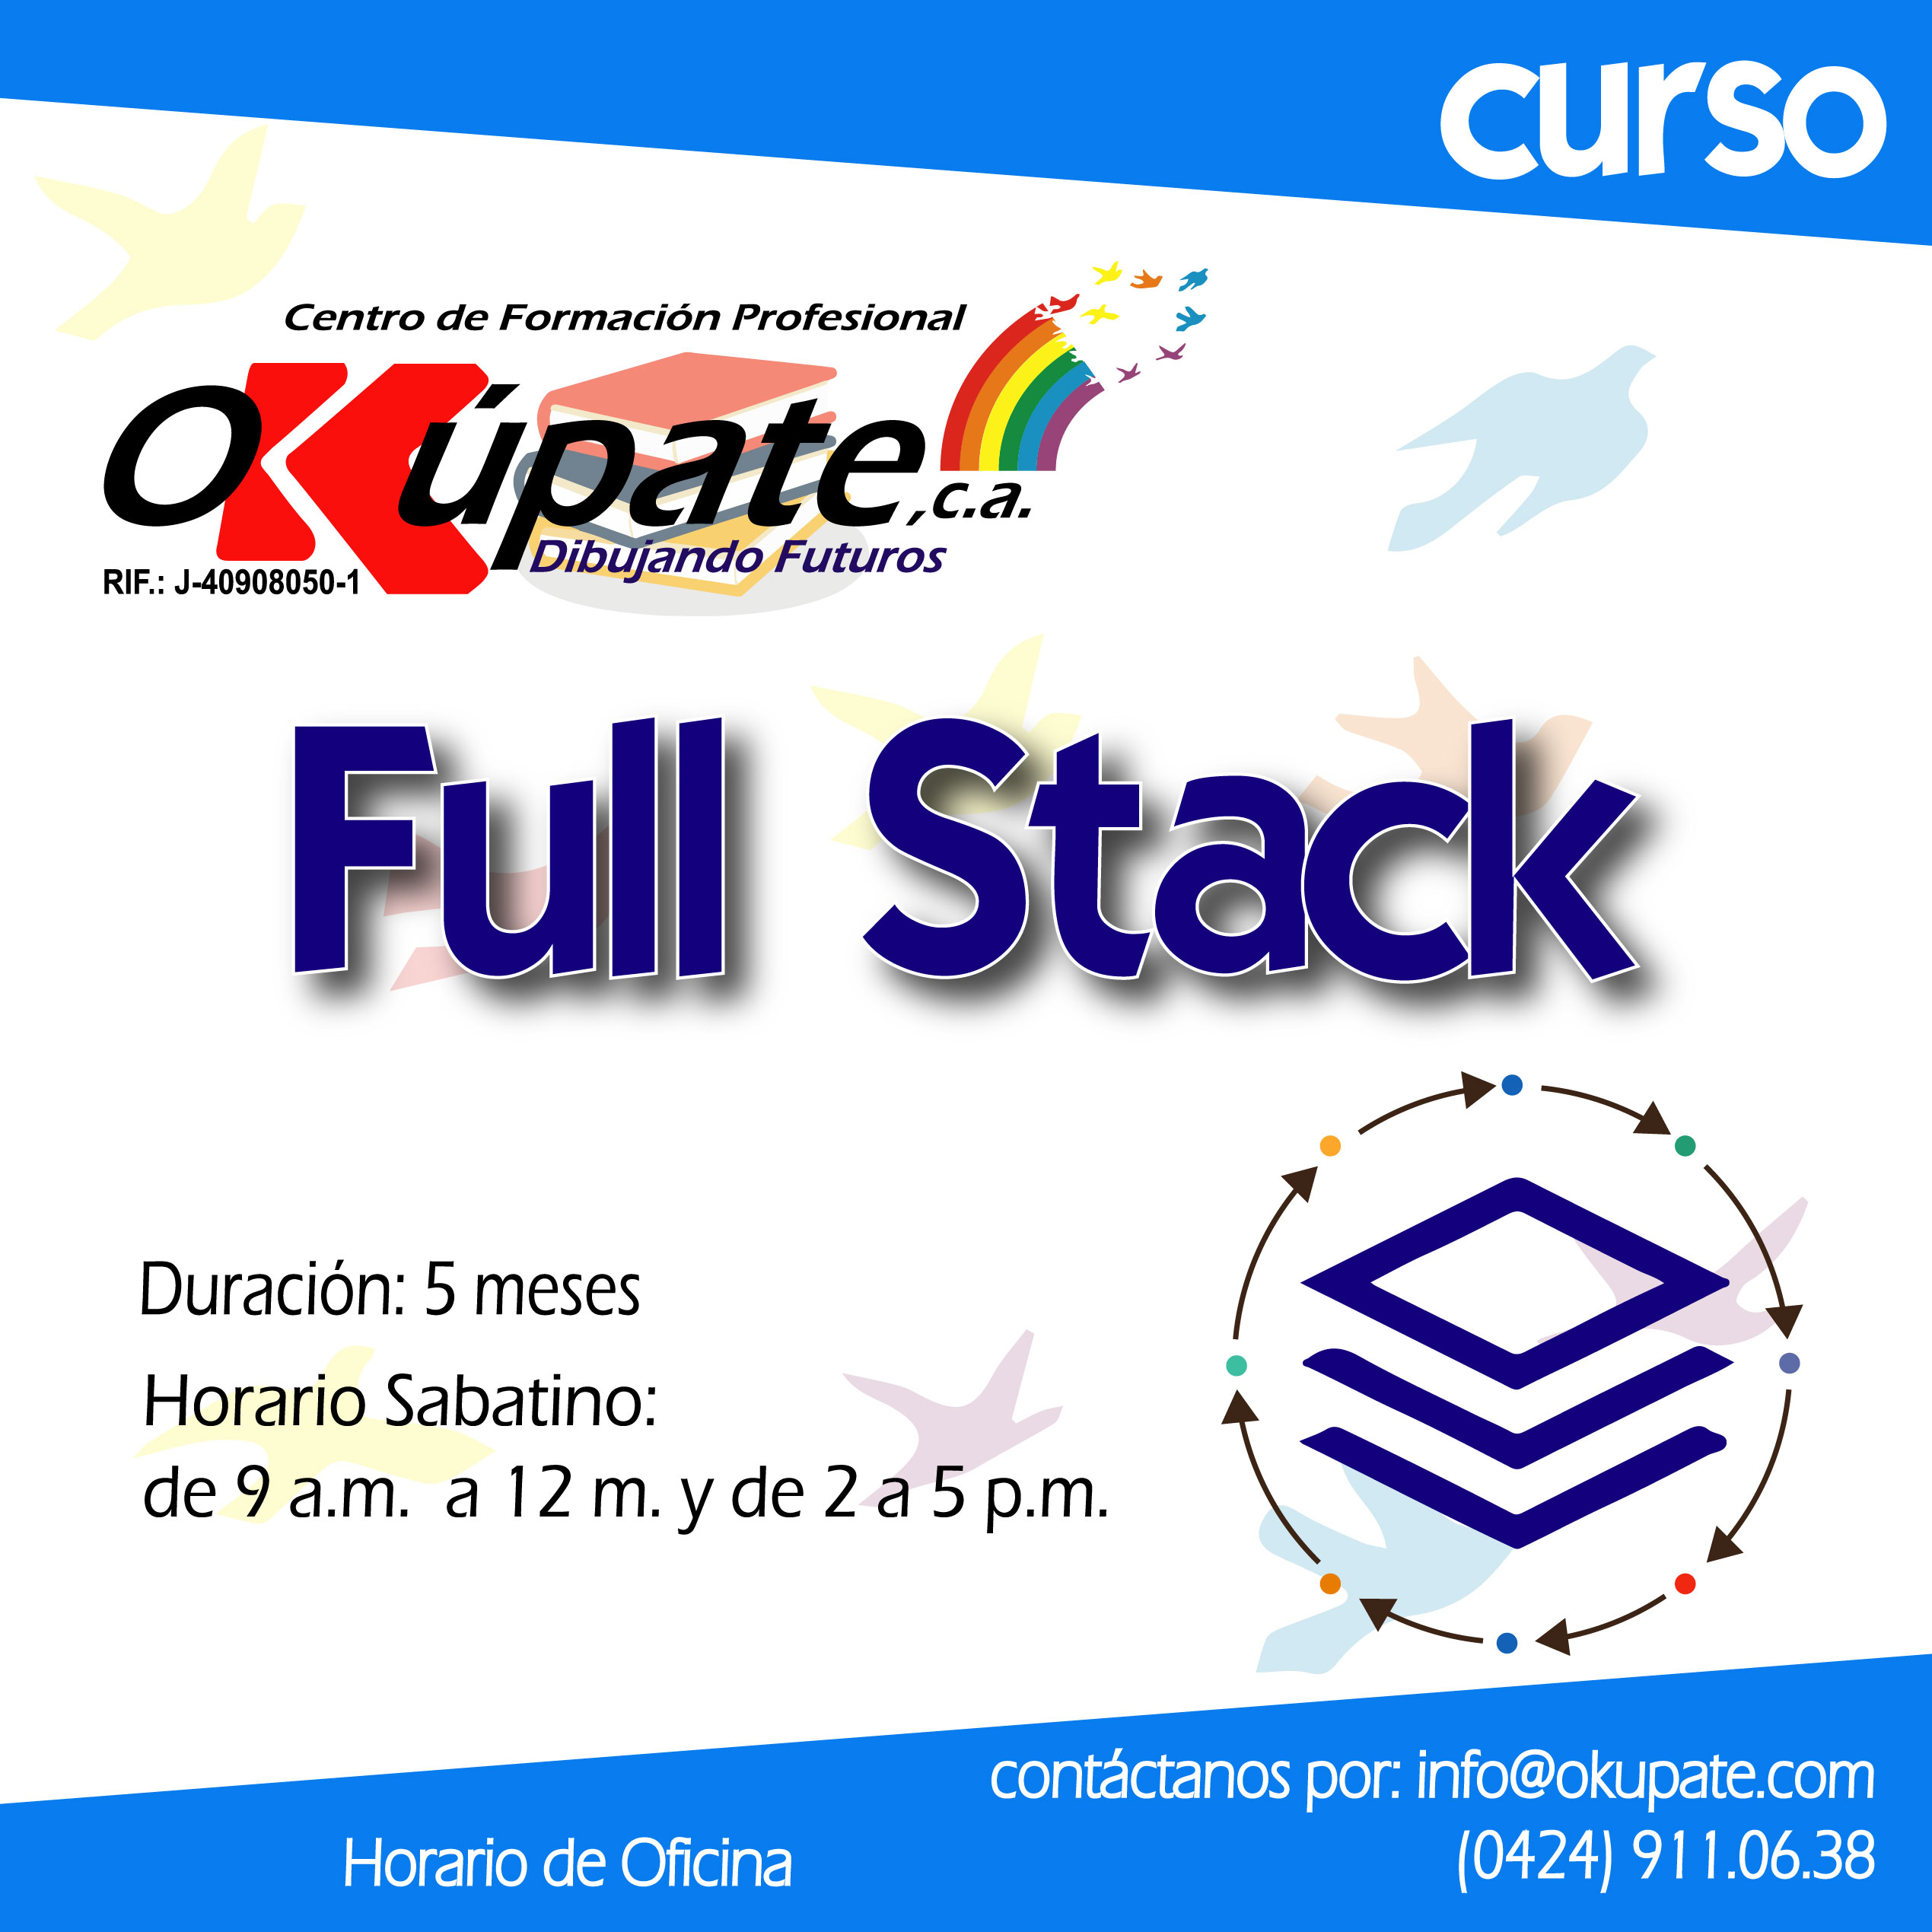 curso
Centro de Formación Profesional
oKúpate, c.a.
Dibujando Futuros
RIF.: J-40908050-1
Full Stack
Duración: 5 meses
Horario Sabatino:
de 9 a.m. a 12 m. y de 2 a 5 p.m.
contáctanos por: info@okupate.com
(0424) 911.06.38
Horario de Oficina